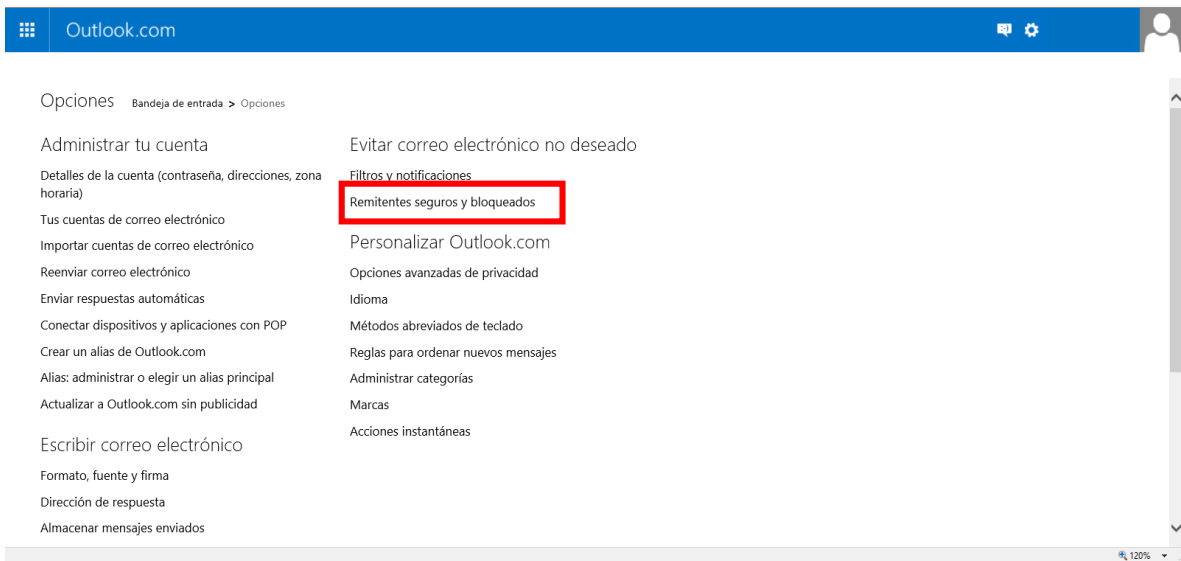 Outlook.com
Opciones Bandeja de entrada > Opciones
Administrar tu cuenta
Detalles de la cuenta (contraseña, direcciones, zona
horaria)
Tus cuentas de correo electrónico
Importar cuentas de correo electrónico
Reenviar correo electrónico
Enviar respuestas automáticas
Conectar dispositivos y aplicaciones con POP
Crear un alias de Outlook.com
Alias: administrar o elegir un alias principal
Actualizar a Outlook.com sin publicidad
Escribir correo electrónico
Formato, fuente y firma
Dirección de respuesta
Almacenar mensajes enviados
Evitar correo electrónico no deseado
Filtros y notificaciones
Remitentes seguros y bloqueados
Personalizar Outlook.com
Opciones avanzadas de privacidad
Idioma
Métodos abreviados de teclado
Reglas para ordenar nuevos mensajes
Administrar categorías
Marcas
Acciones instantáneas
120%